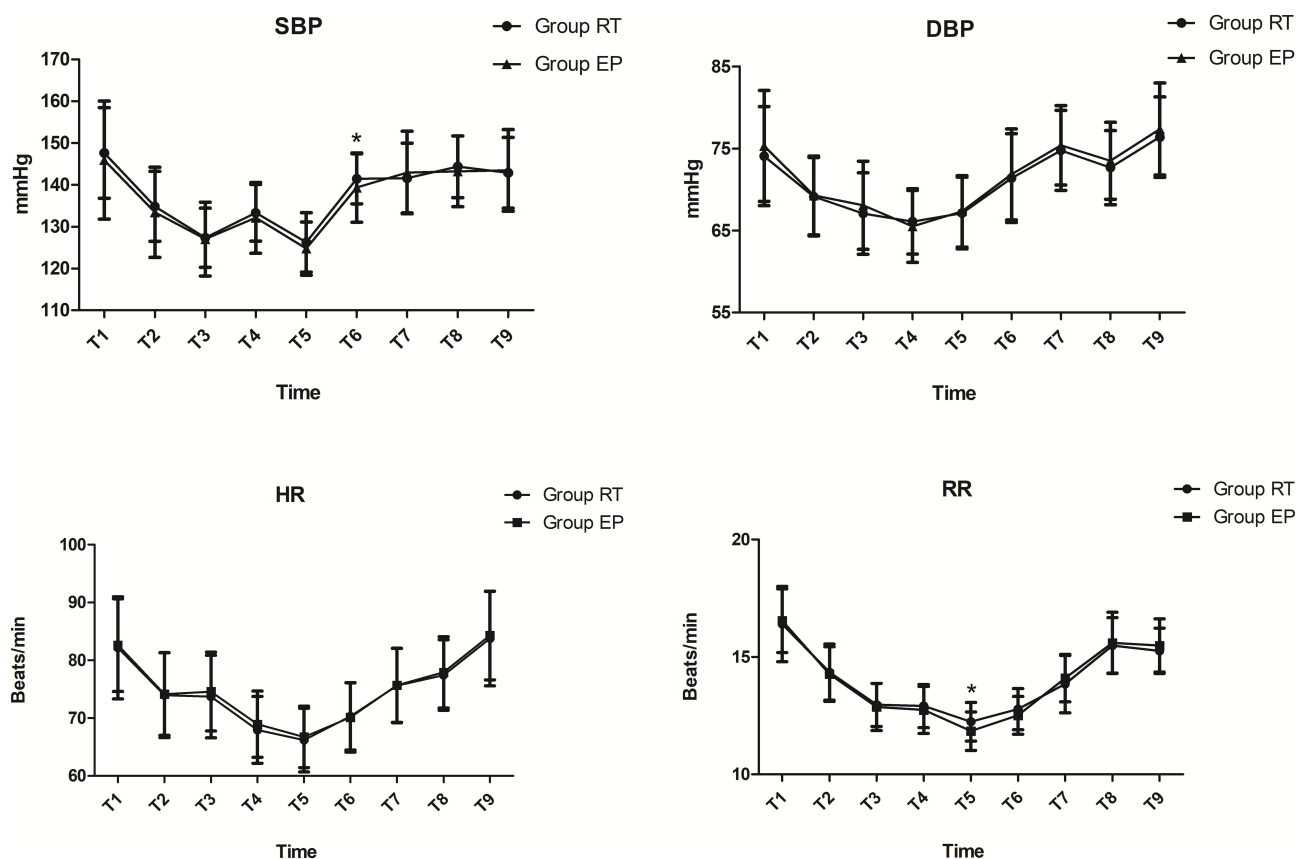 SBP
Group RT
Group EP
mmHg
170
160
150
140
130
120
110
*
T1 T2 T3 T4 T5 T6 T7 T8 T9
Time
DBP
Group RT
Group EP
mmHg
85
75
65
55
T1 T2 T3 T4 T5 T6 T7 T8 T9
Time
HR
Group RT
Group EP
Beats/min
100
90
80
70
60
T1 T2 T3 T4 T5 T6 T7 T8 T9
Time
RR
Group RT
Group EP
Beats/min
20
15
10
*
T1 T2 T3 T4 T5 T6 T7 T8 T9
Time